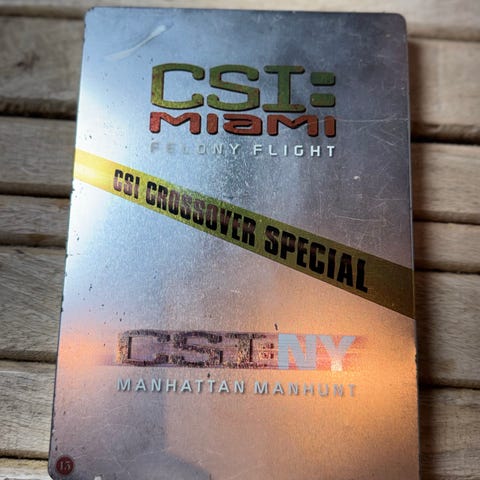 CSI:
MIAMI
FELONY FLIGHT
CSI CROSSOVER SPECIAL
CSI:NY
MANHATTAN MANHUNT
15